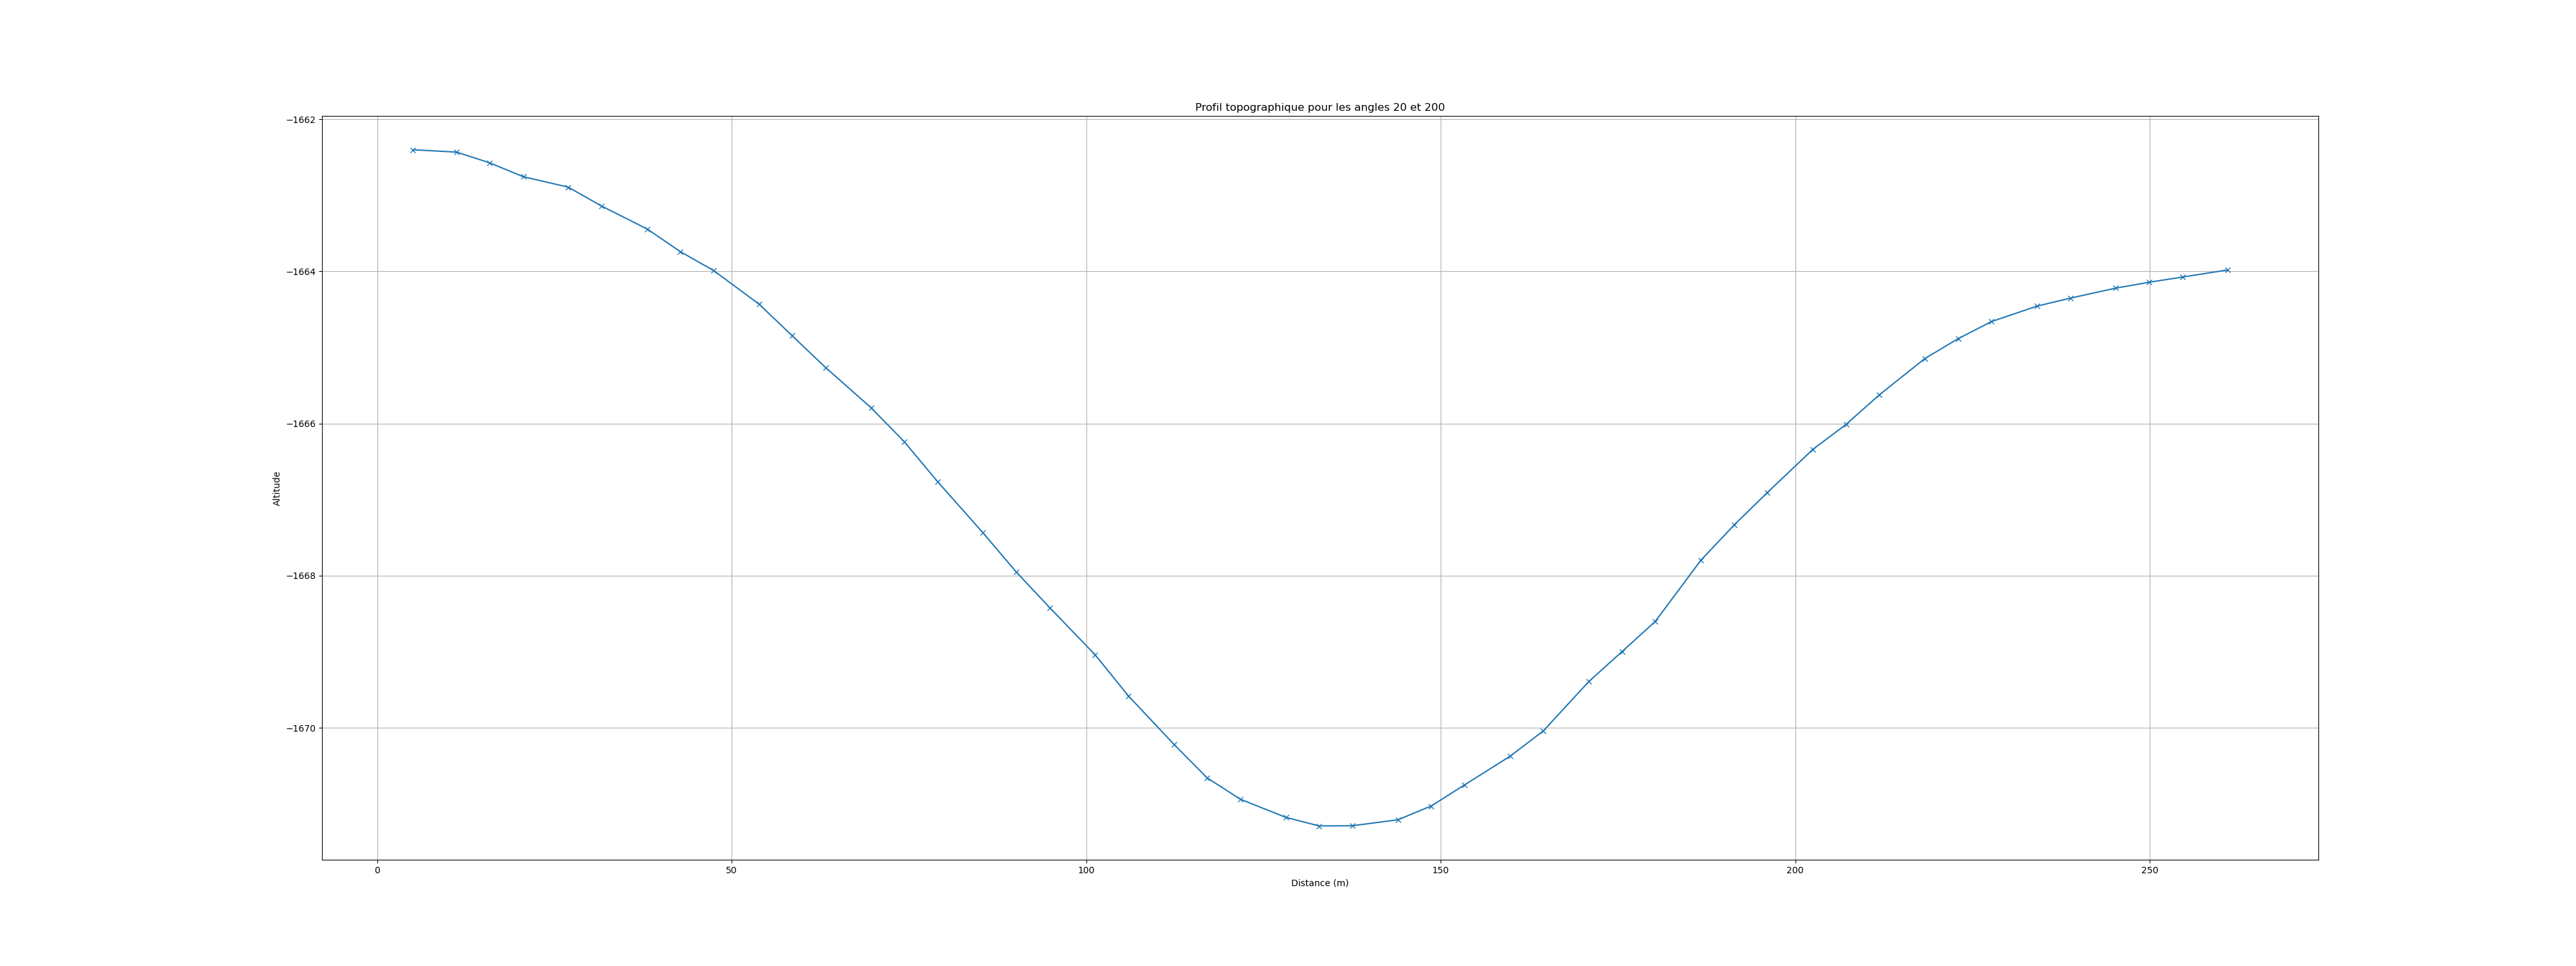 Profil topographique pour les angles 20 et 200
−1662
−1664
−1666
−1668
−1670
Altitude
0 50 100 150 200 250
Distance (m)